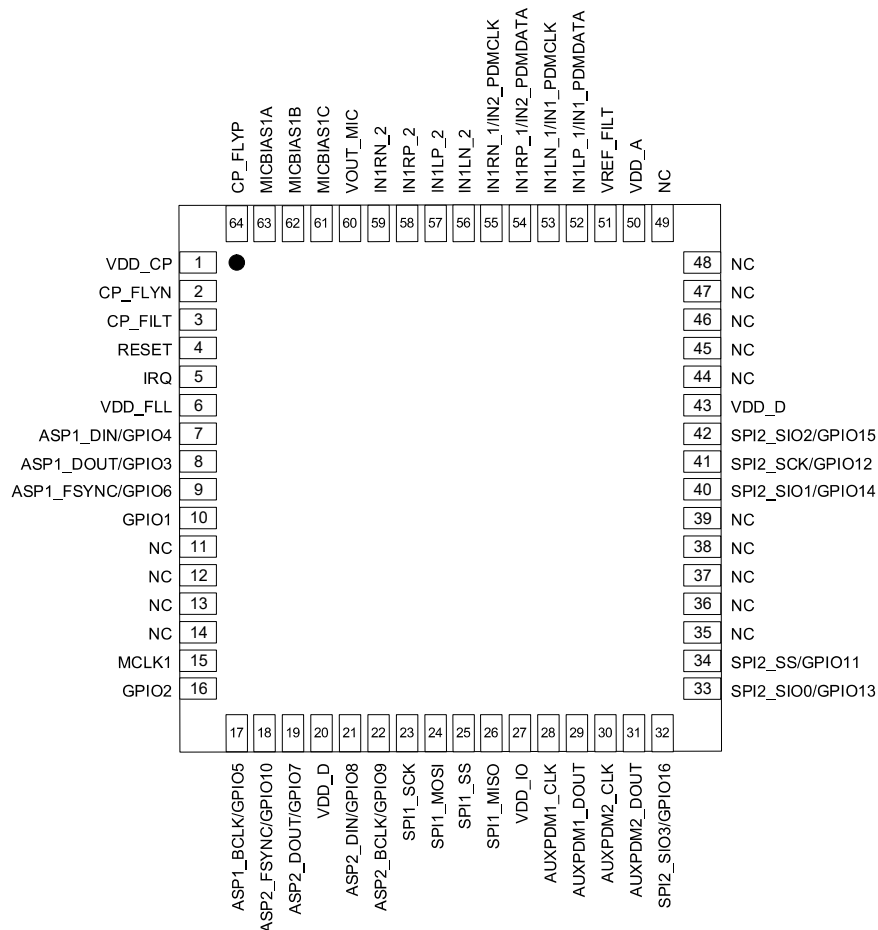 CP_FLYP
MICBIAS1A
MICBIAS1B
MICBIAS1C
VOUT_MIC
IN1RN_2
IN1RP_2
IN1LP_2
IN1LN_2
IN1RN_1/IN2_PDMCLK
IN1RP_1/IN2_PDMDATA
IN1LN_1/IN1_PDMCLK
IN1LP_1/IN1_PDMDATA
VREF_FILT
VDD_A
NC
64 63 62 61 60 59 58 57 56 55 54 53 52 51 50 49
VDD_CP 1
CP_FLYN 2
CP_FILT 3
RESET 4
IRQ 5
VDD_FLL 6
ASP1_DIN/GPIO4 7
ASP1_DOUT/GPIO3 8
ASP1_FSYNC/GPIO6 9
GPIO1 10
NC 11
NC 12
NC 13
NC 14
MCLK1 15
GPIO2 16
48 NC
47 NC
46 NC
45 NC
44 NC
43 VDD_D
42 SPI2_SIO2/GPIO15
41 SPI2_SCK/GPIO12
40 SPI2_SIO1/GPIO14
39 NC
38 NC
37 NC
36 NC
35 NC
34 SPI2_SS/GPIO11
33 SPI2_SIO0/GPIO13
17 18 19 20 21 22 23 24 25 26 27 28 29 30 31 32
ASP1_BCLK/GPIO5
ASP2_FSYNC/GPIO10
ASP2_DOUT/GPIO7
VDD_D
ASP2_DIN/GPIO8
ASP2_BCLK/GPIO9
SPI1_SCK
SPI1_MOSI
SPI1_SS
SPI1_MISO
VDD_IO
AUXPDM1_CLK
AUXPDM1_DOUT
AUXPDM2_CLK
AUXPDM2_DOUT
SPI2_SIO3/GPIO16